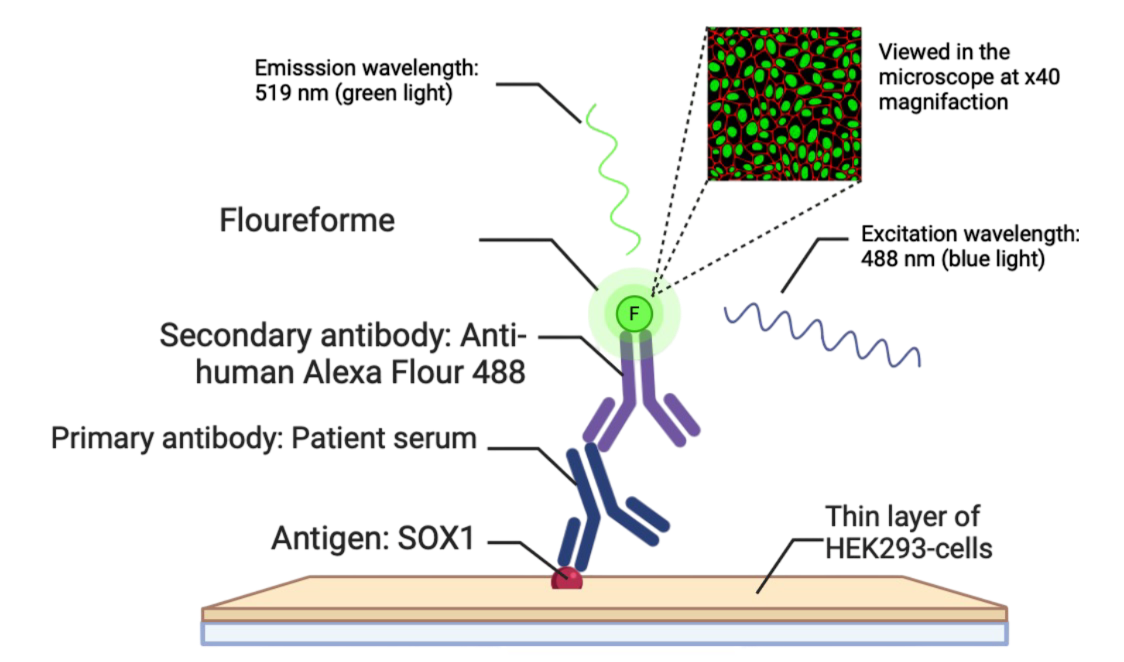 Emisssion wavelength:
519 nm (green light)
Viewed in the
microscope at x40
magnifaction
Floureforme
Excitation wavelength:
488 nm (blue light)
F
Secondary antibody: Anti-
human Alexa Flour 488
Primary antibody: Patient serum
Antigen: SOX1
Thin layer of
HEK293-cells